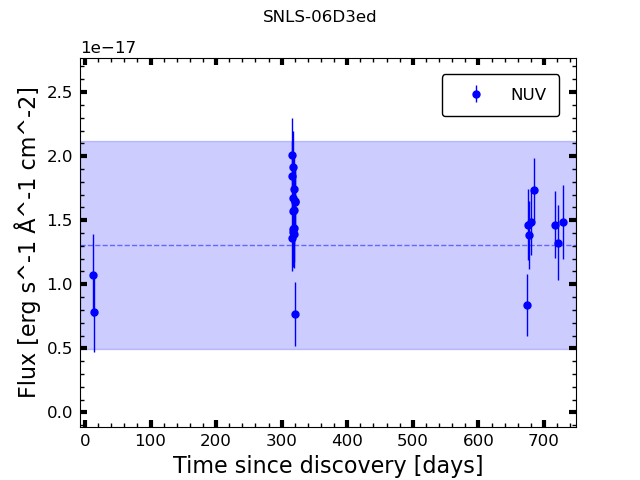 SNLS-06D3ed
1e−17
NUV
2.5
2.0
1.5
1.0
0.5
0.0
Flux [erg s^-1 Å^-1 cm^-2]
0 100 200 300 400 500 600 700
Time since discovery [days]